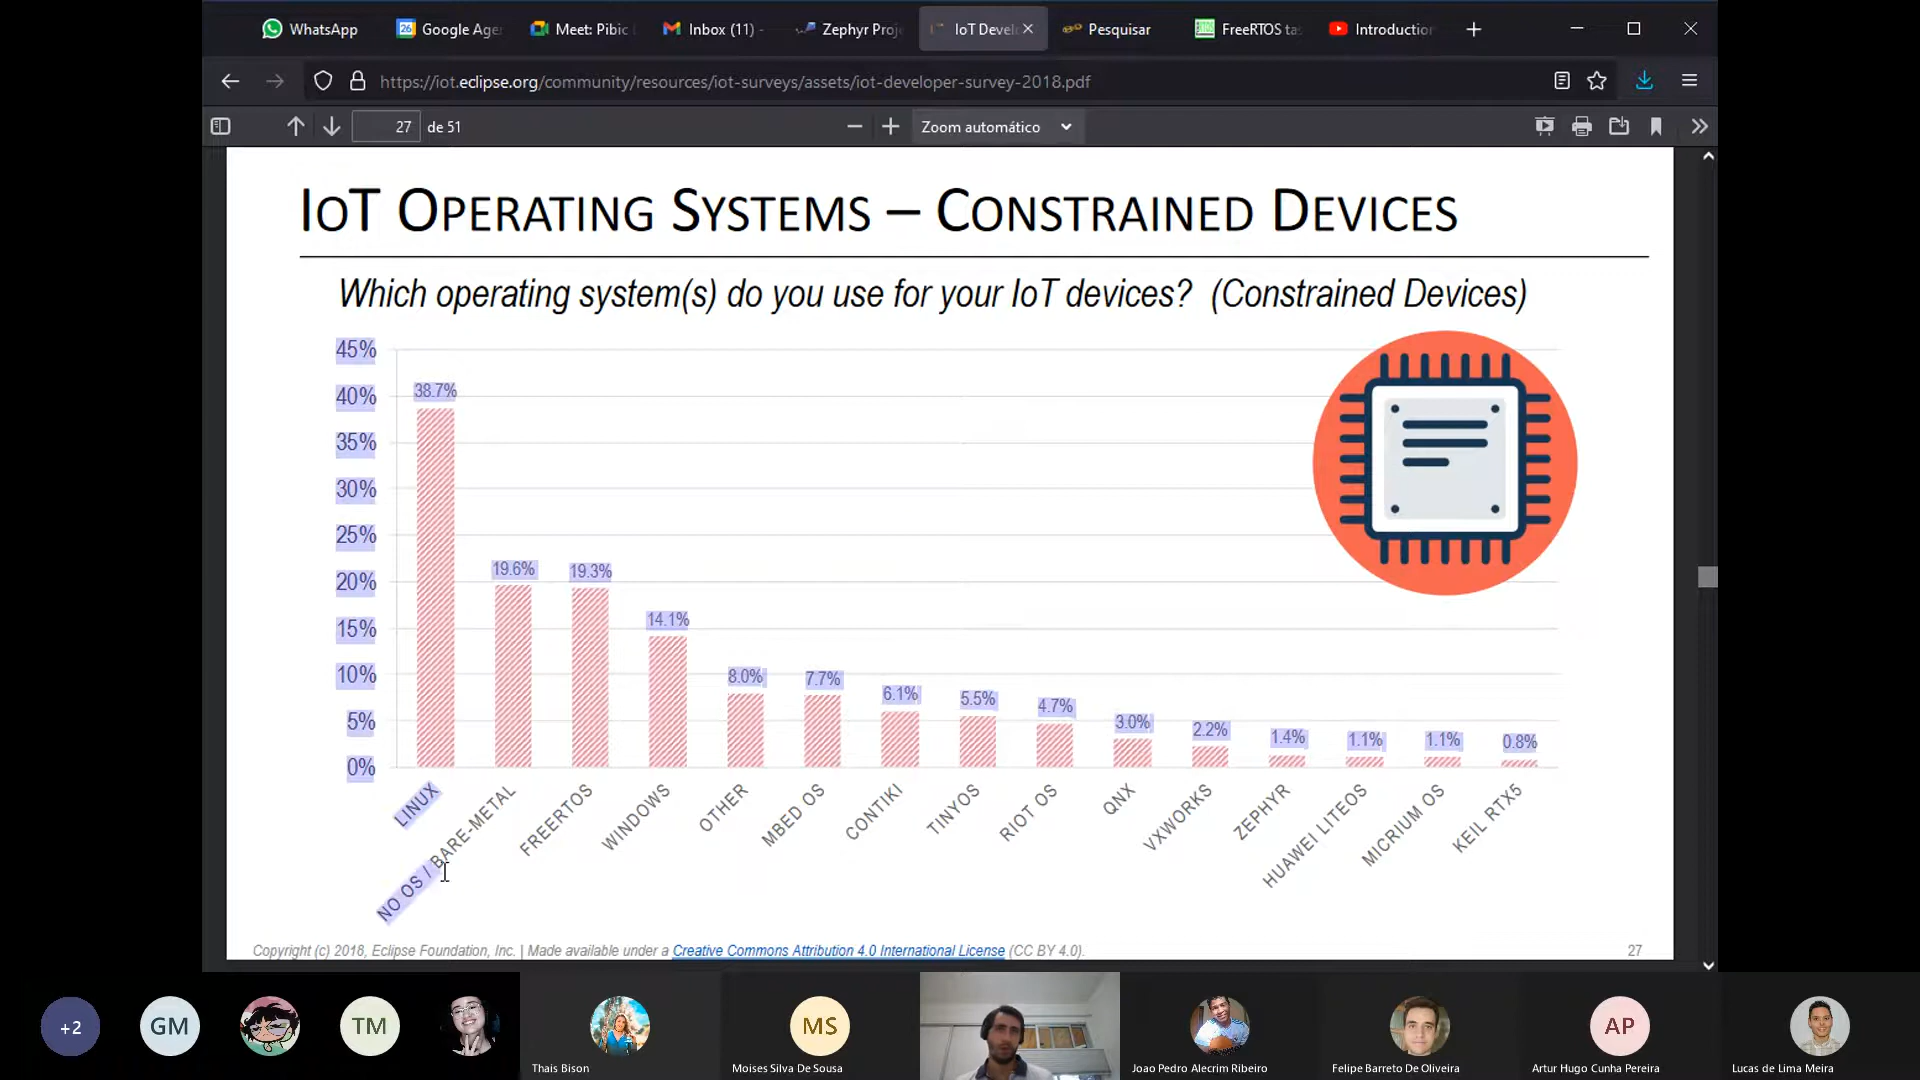 WhatsApp
Google Age
Meet: Pibic
Inbox (11) -
Zephyr Proj
IoT Devel
Pesquisar
FreeRTOS ta
Introduction
https://iot.eclipse.org/community/resources/iot-surveys/assets/iot-developer-survey-2018.pdf
27 de 51
Zoom automático
IoT Operating Systems – Constrained Devices
Which operating system(s) do you use for your IoT devices? (Constrained Devices)
45%
40%
35%
30%
25%
20%
15%
10%
5%
0%
38.7%
19.6%
19.3%
14.1%
8.0%
7.7%
6.1%
5.5%
4.7%
3.0%
2.2%
1.4%
1.1%
1.1%
0.8%
LINUX
NO OS / BARE-METAL
FREERTOS
WINDOWS
OTHER
MBED OS
CONTIKI
TINYOS
RIOT OS
QNX
VXWORKS
ZEPHYR
HUAWEI LITEOS
MICRIUM OS
KEIL RTX5
Copyright (c) 2018, Eclipse Foundation, Inc. | Made available under a Creative Commons Attribution 4.0 International License (CC BY 4.0).
27
+2
GM
TM
Thais Bison
MS
Moises Silva De Sousa
Joao Pedro Alecrim Ribeiro
Felipe Barreto De Oliveira
AP
Artur Hugo Cunha Pereira
Lucas de Lima Meira